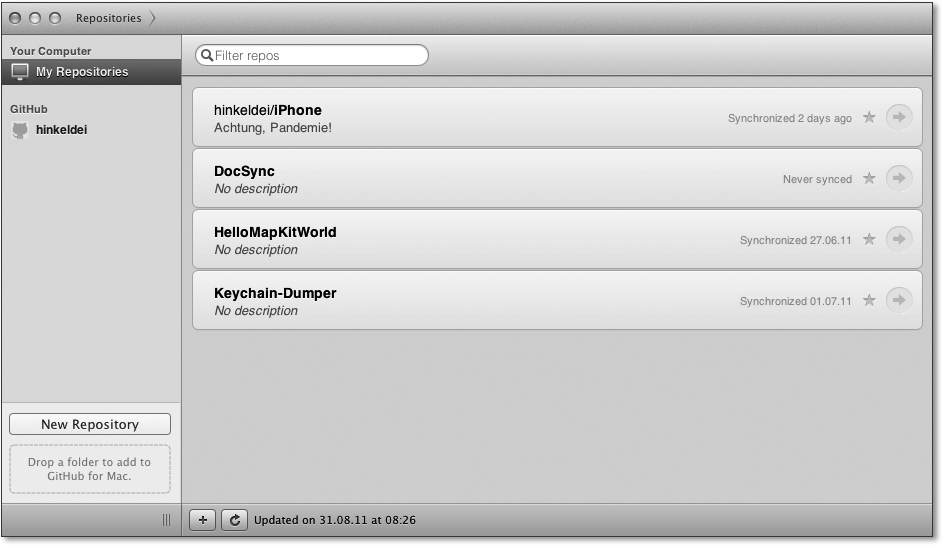 Repositories
Your Computer
My Repositories
GitHub
hinkeldei
New Repository
Drop a folder to add to
GitHub for Mac.
Filter repos
hinkeldei/iPhone
Achtung, Pandemie!
Synchronized 2 days ago
DocSync
No description
Never synced
HelloMapKitWorld
No description
Synchronized 27.06.11
Keychain-Dumper
No description
Synchronized 01.07.11
Updated on 31.08.11 at 08:26